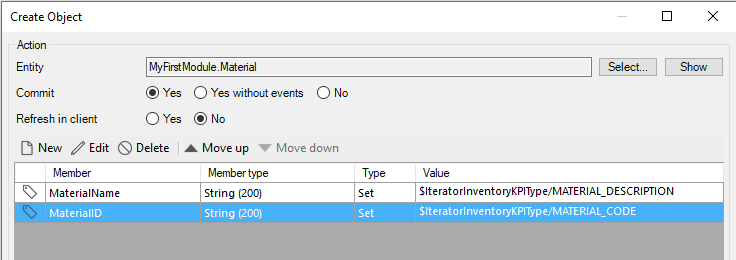 Create Object
Action
Entity MyFirstModule.Material Select... Show
Commit Yes Yes without events No
Refresh in client Yes No
New Edit Delete Move up Move down
Member Member type Type Value
MaterialName String (200) Set $IteratorInventoryKPIType/MATERIAL_DESCRIPTION
MaterialID String (200) Set $IteratorInventoryKPIType/MATERIAL_CODE